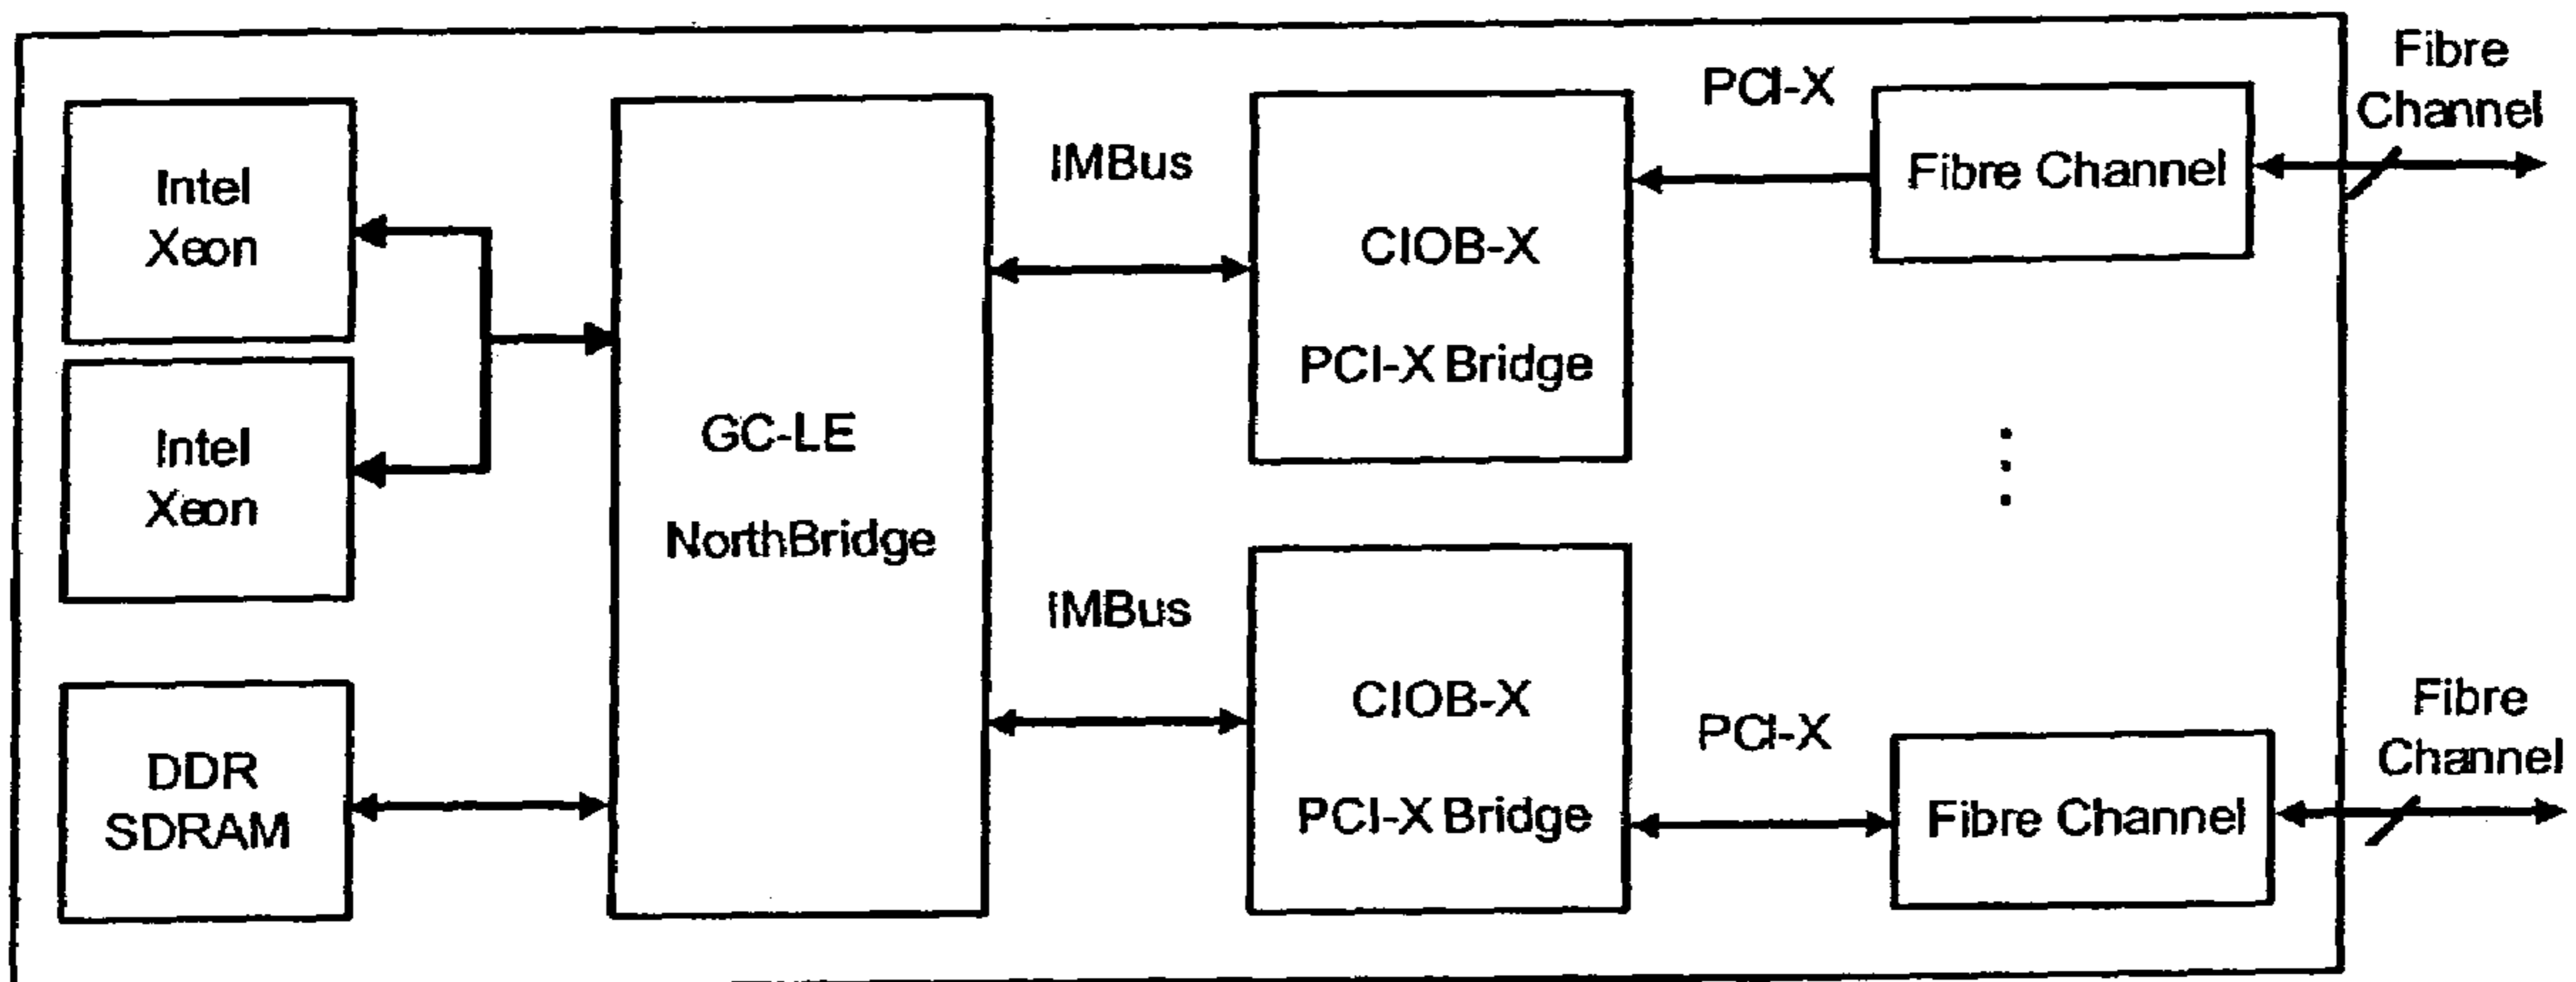 Intel
Xeon
Intel
Xeon
DDR
SDRAM
GC-LE
NorthBridge
IMBus
IMBus
CIOB-X
PCI-X Bridge
CIOB-X
PCI-X Bridge
PCI-X
Fibre Channel
PCI-X
Fibre Channel
Fibre
Channel
Fibre
Channel